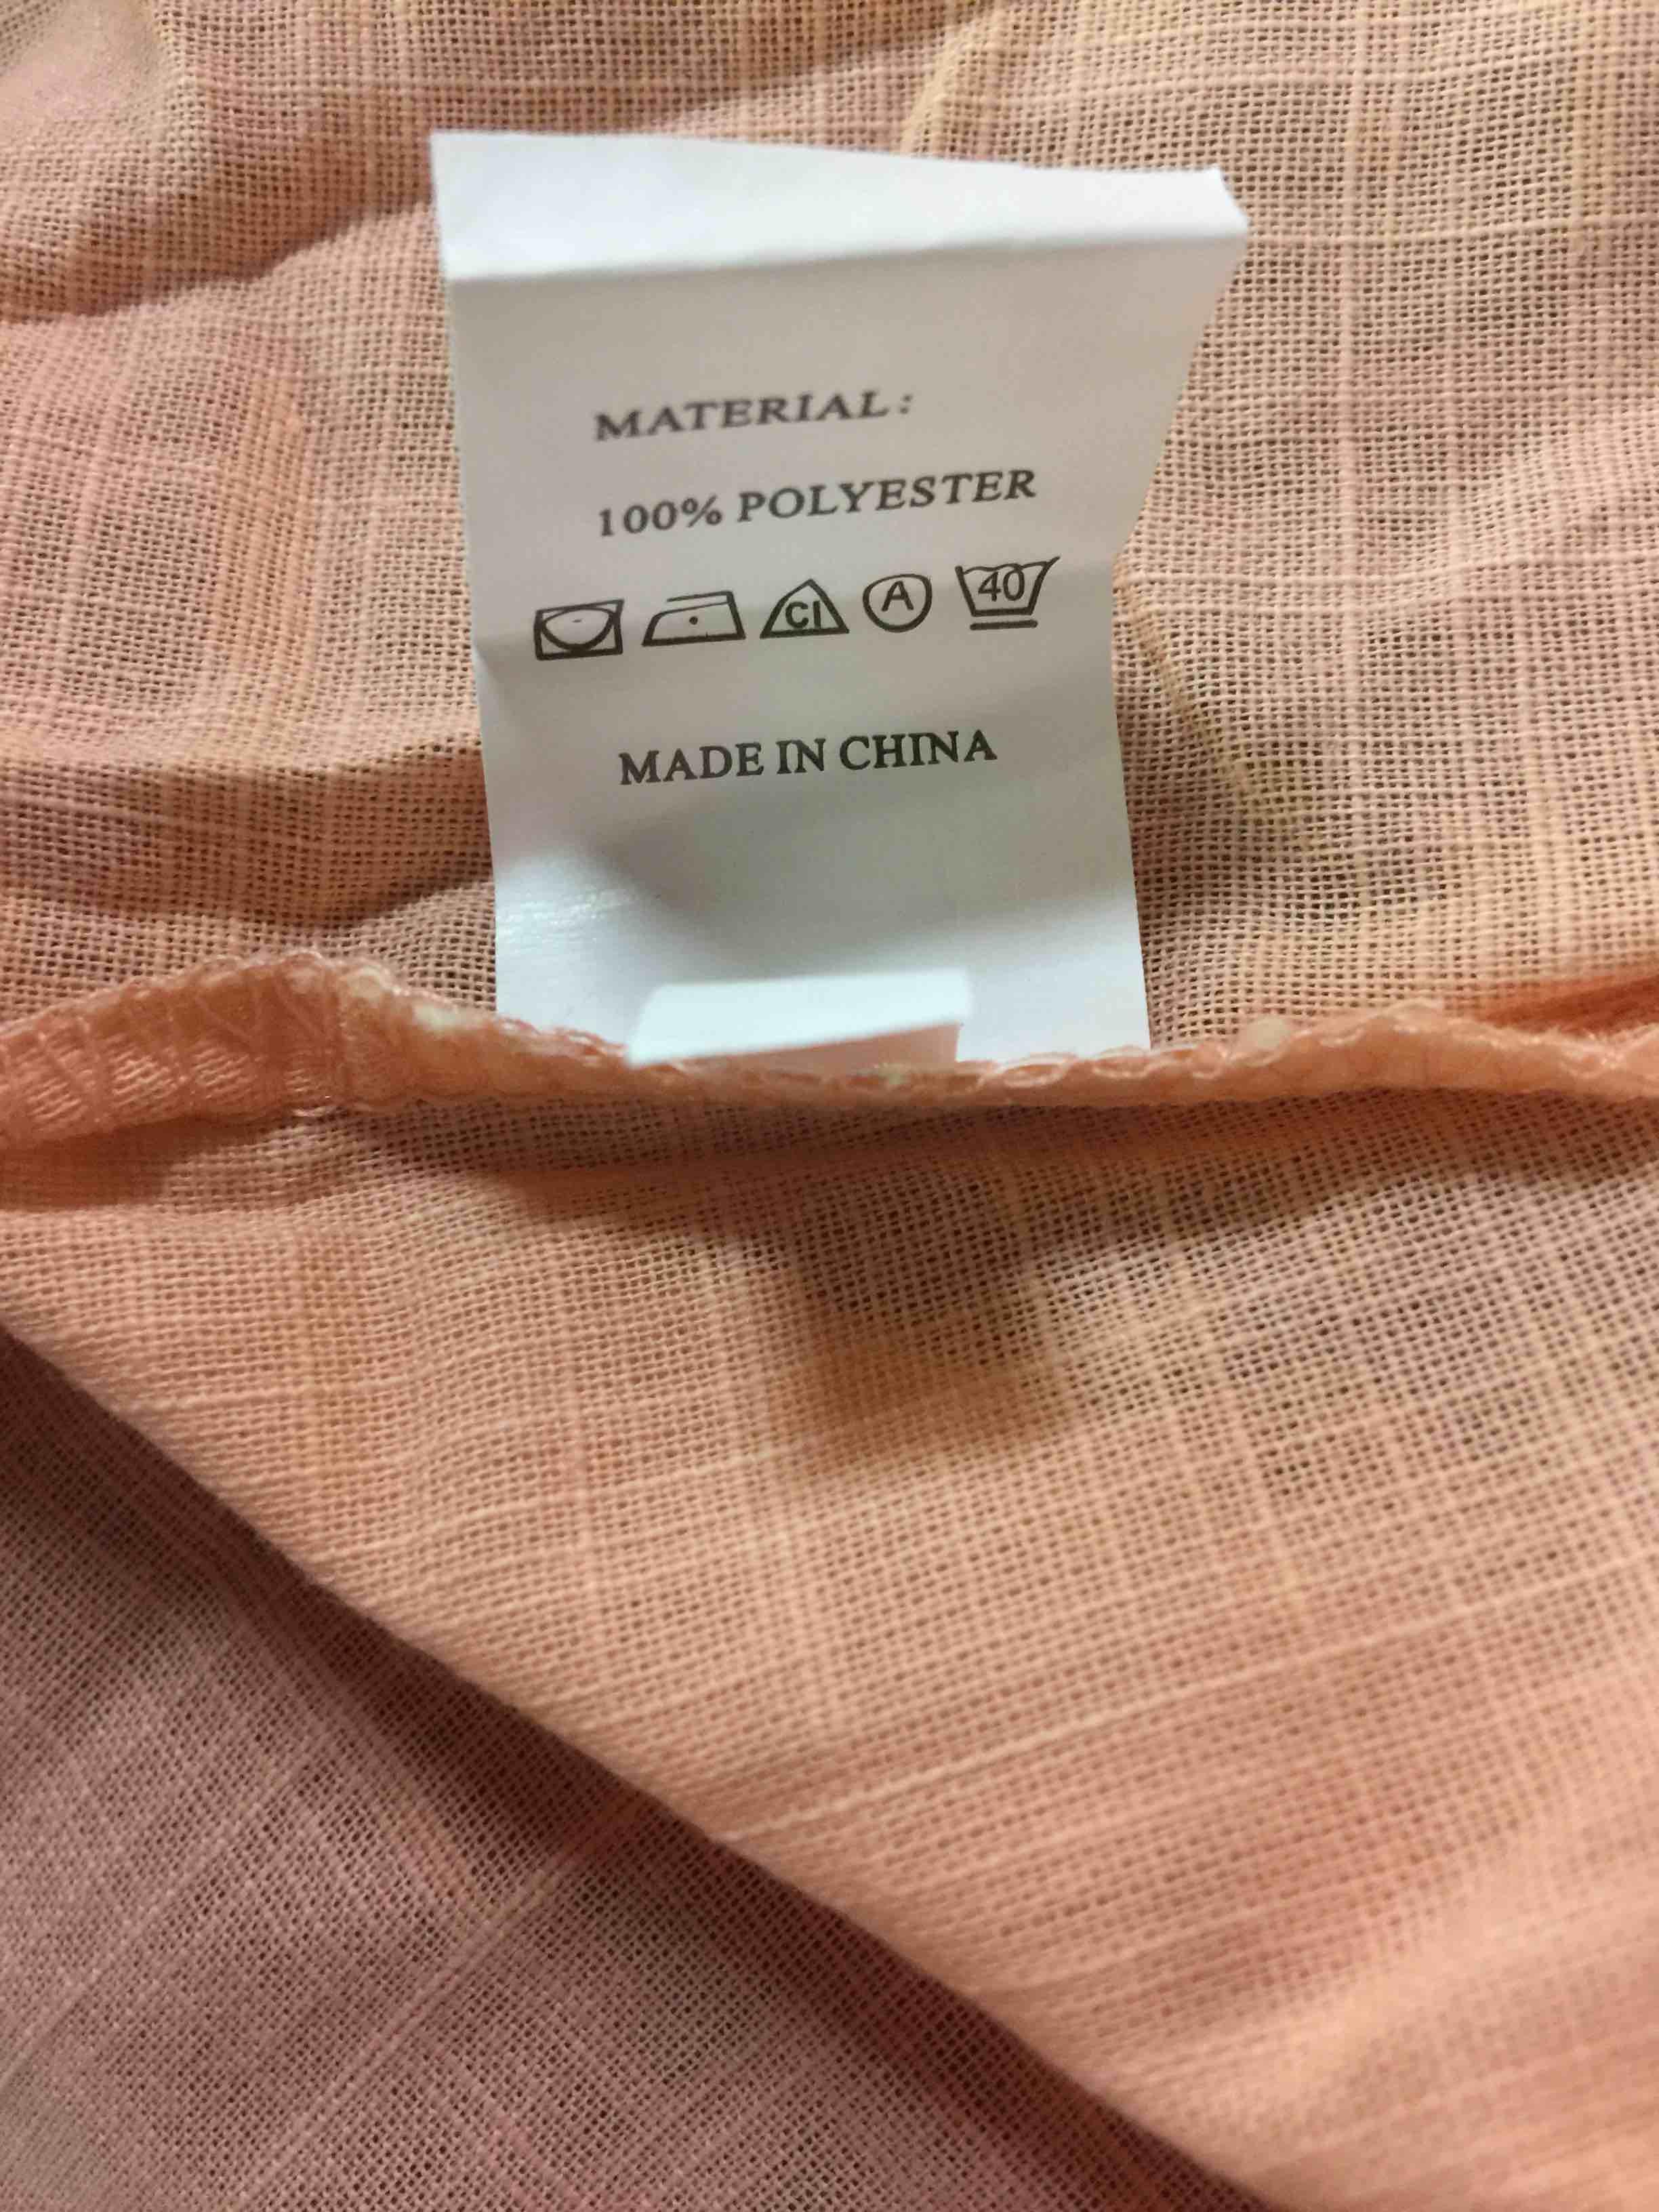 MATERIAL:
100% POLYESTER
CI A 40
MADE IN CHINA